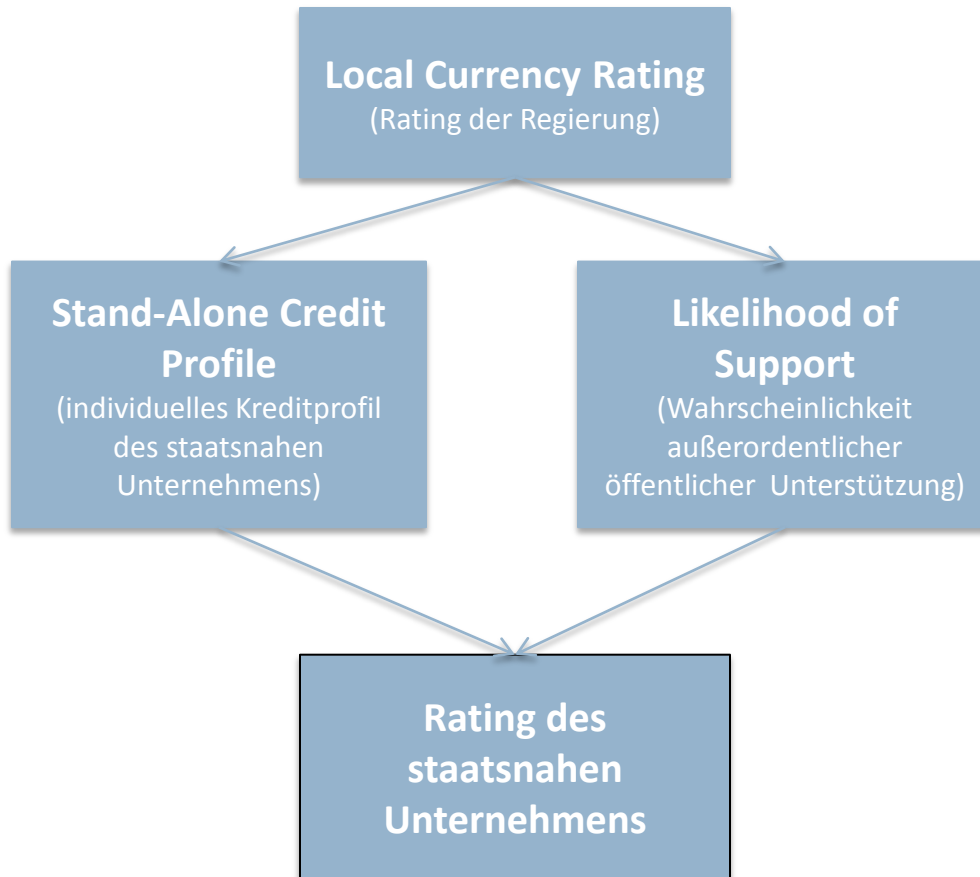 Local Currency Rating
(Rating der Regierung)
Stand-Alone Credit
Profile
(individuelles Kreditprofil
des staatsnahen
Unternehmens)
Likelihood of
Support
(Wahrscheinlichkeit
außerordentlicher
öffentlicher Unterstützung)
Rating des
staatsnahen
Unternehmens